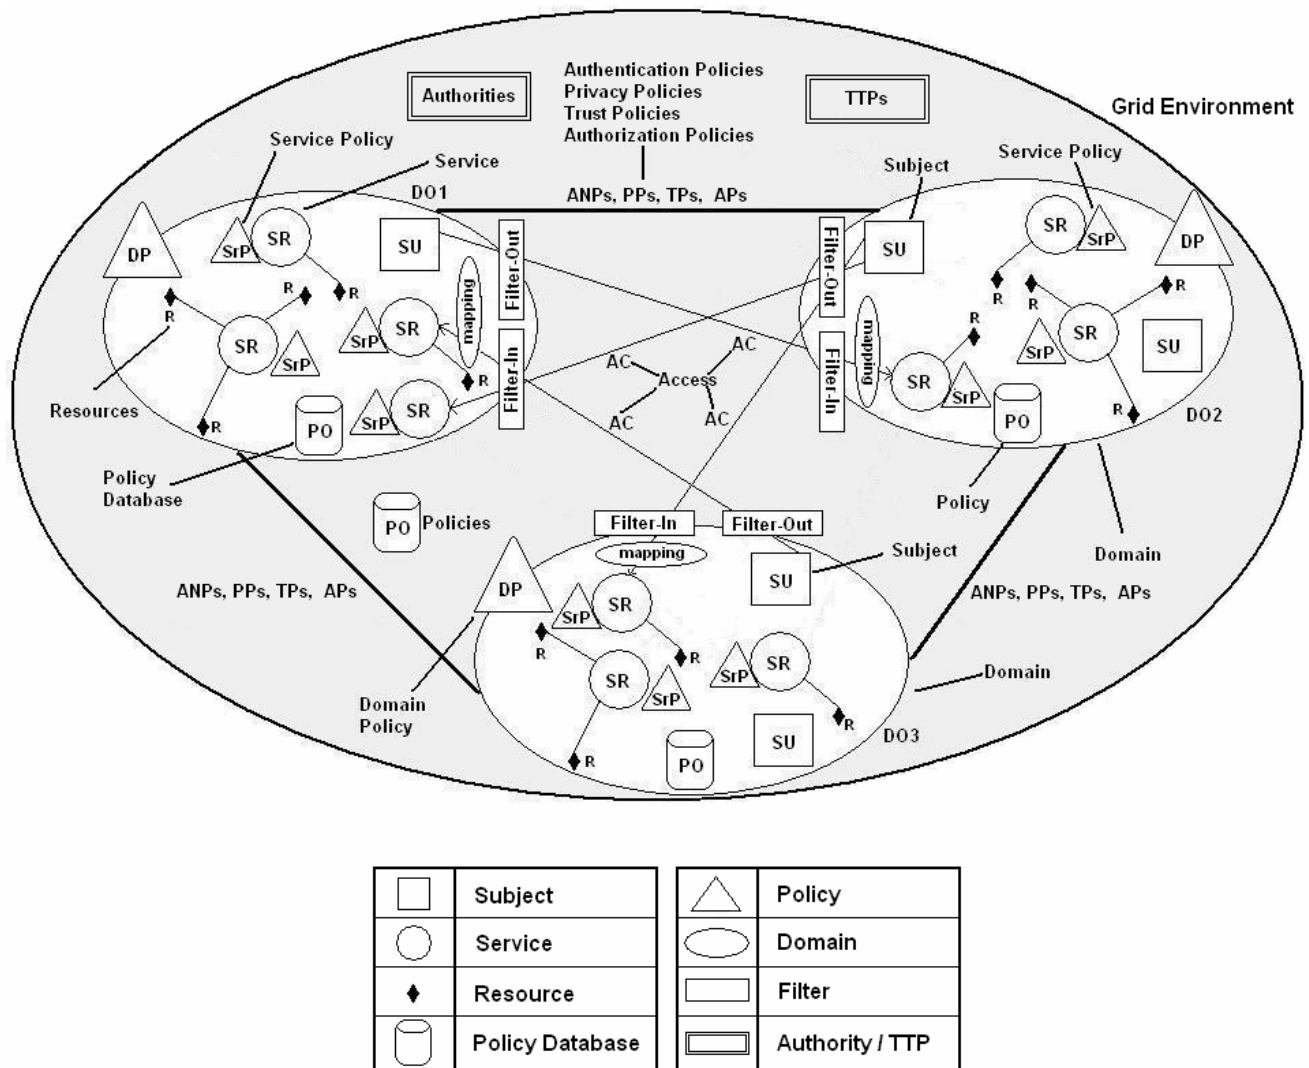 Authentication Policies
Privacy Policies
Trust Policies
Authorization Policies
Authorities
TTPs
Grid Environment
Service Policy
Service
Subject
Service Policy
DO1
ANPs, PPs, TPs, APs
DP
SrP
SR
SU
Filter-Out
Filter-Out
SU
SR
SrP
DP
R
R
R
mapping
SrP
SR
SR
SrP
R
Filter-In
AC
AC
Access
AC
AC
Filter-In
mapping
R
R
R
R
SrP
SR
SU
SR
SrP
Resources
R
PO
SrP
SR
PO
R
DO2
Policy
Database
Policy
Domain
PO
Policies
Filter-In
Filter-Out
mapping
Subject
ANPs, PPs, TPs, APs
ANPs, PPs, TPs, APs
DP
SU
SrP
SR
R
R
SR
SrP
SrP
SR
Domain
Domain
Policy
R
SU
DO3
R
PO
Subject
Policy
Service
Domain
Resource
Filter
Policy Database
Authority / TTP